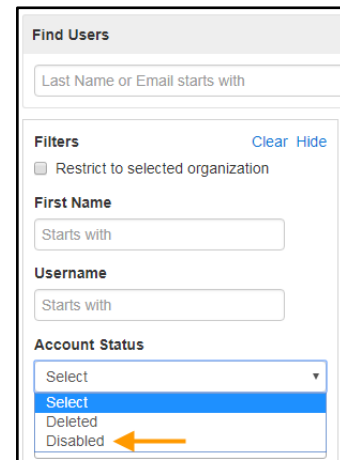 Find Users
Last Name or Email starts with
Filters Clear Hide
Restrict to selected organization
First Name
Starts with
Username
Starts with
Account Status
Select
Select
Deleted
Disabled